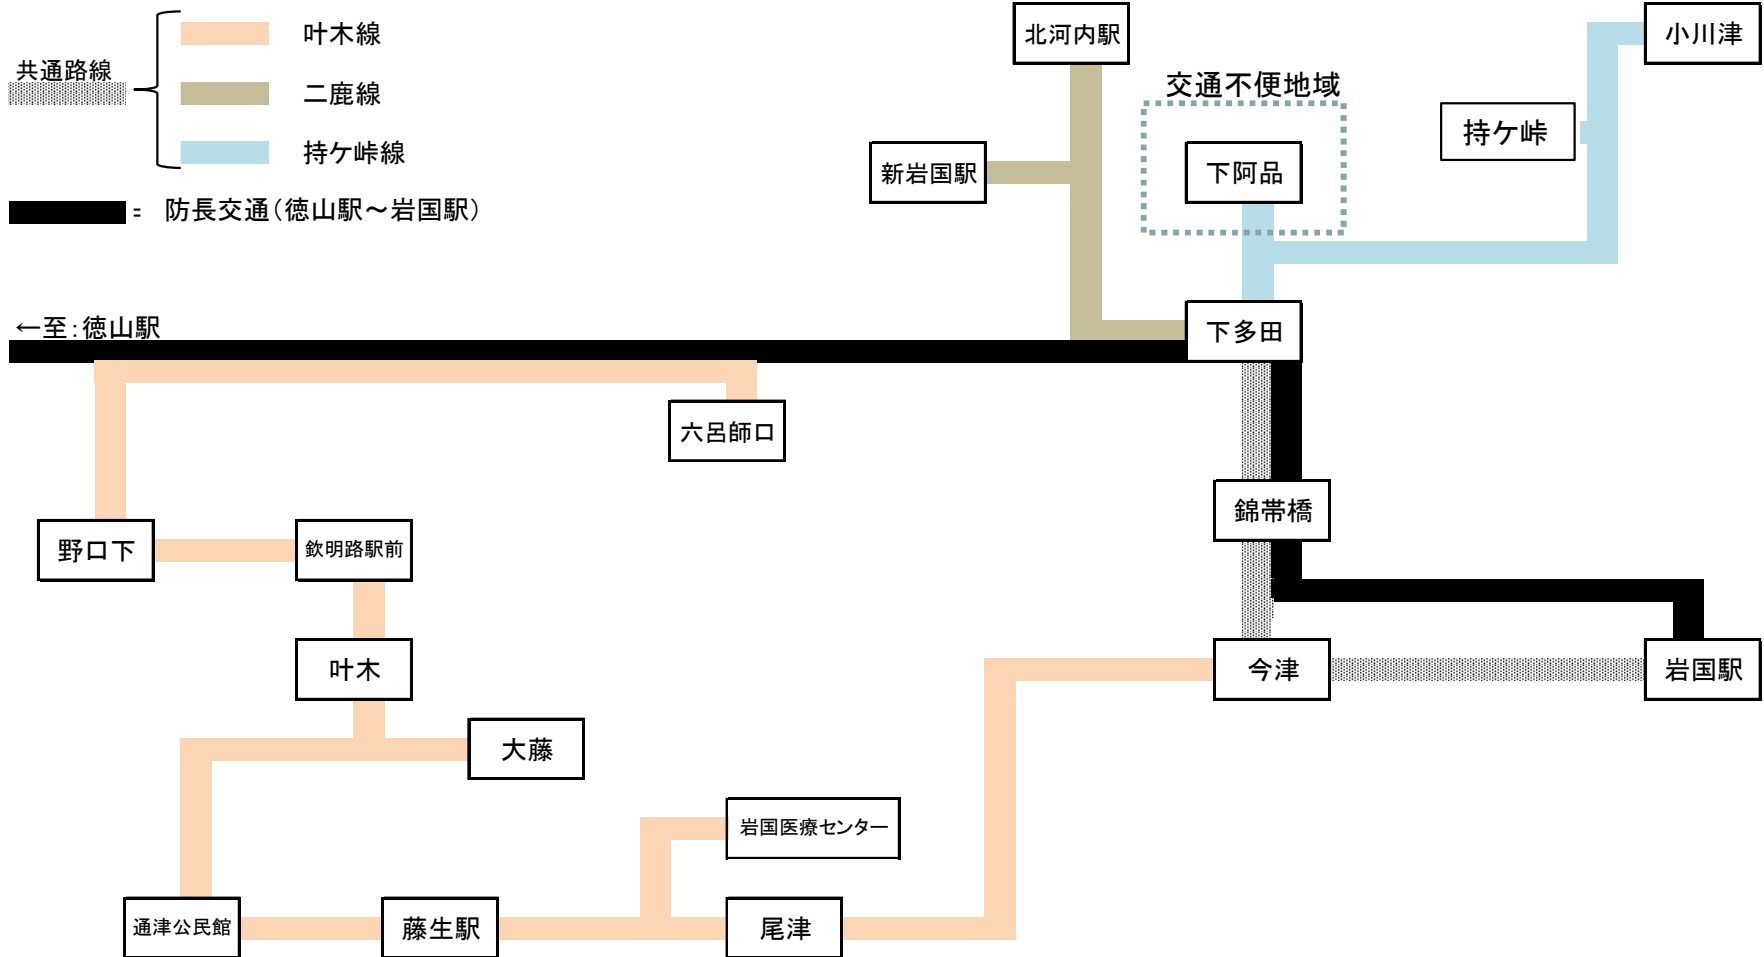 共通路線
叶木線
二鹿線
持ケ峠線
= 防長交通(徳山駅～岩国駅)
北河内駅
小川津
交通不便地域
持ケ峠
新岩国駅
下阿品
←至:徳山駅
下多田
六呂師口
錦帯橋
野口下
欽明路駅前
叶木
今津
岩国駅
大藤
岩国医療センター
通津公民館
藤生駅
尾津